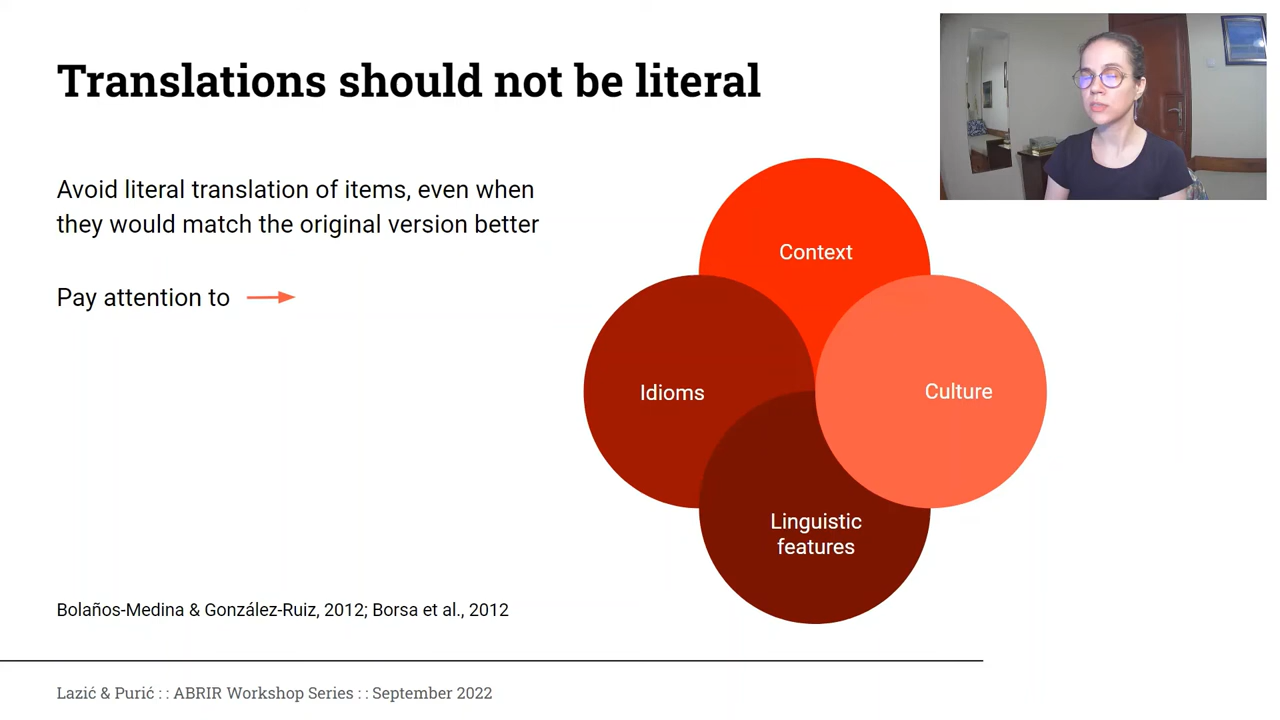 Translations should not be literal
Avoid literal translation of items, even when
they would match the original version better
Pay attention to
Context
Idioms
Culture
Linguistic
features
Bolaños-Medina & González-Ruiz, 2012; Borsa et al., 2012
Lazić & Purić : : ABRIR Workshop Series : : September 2022